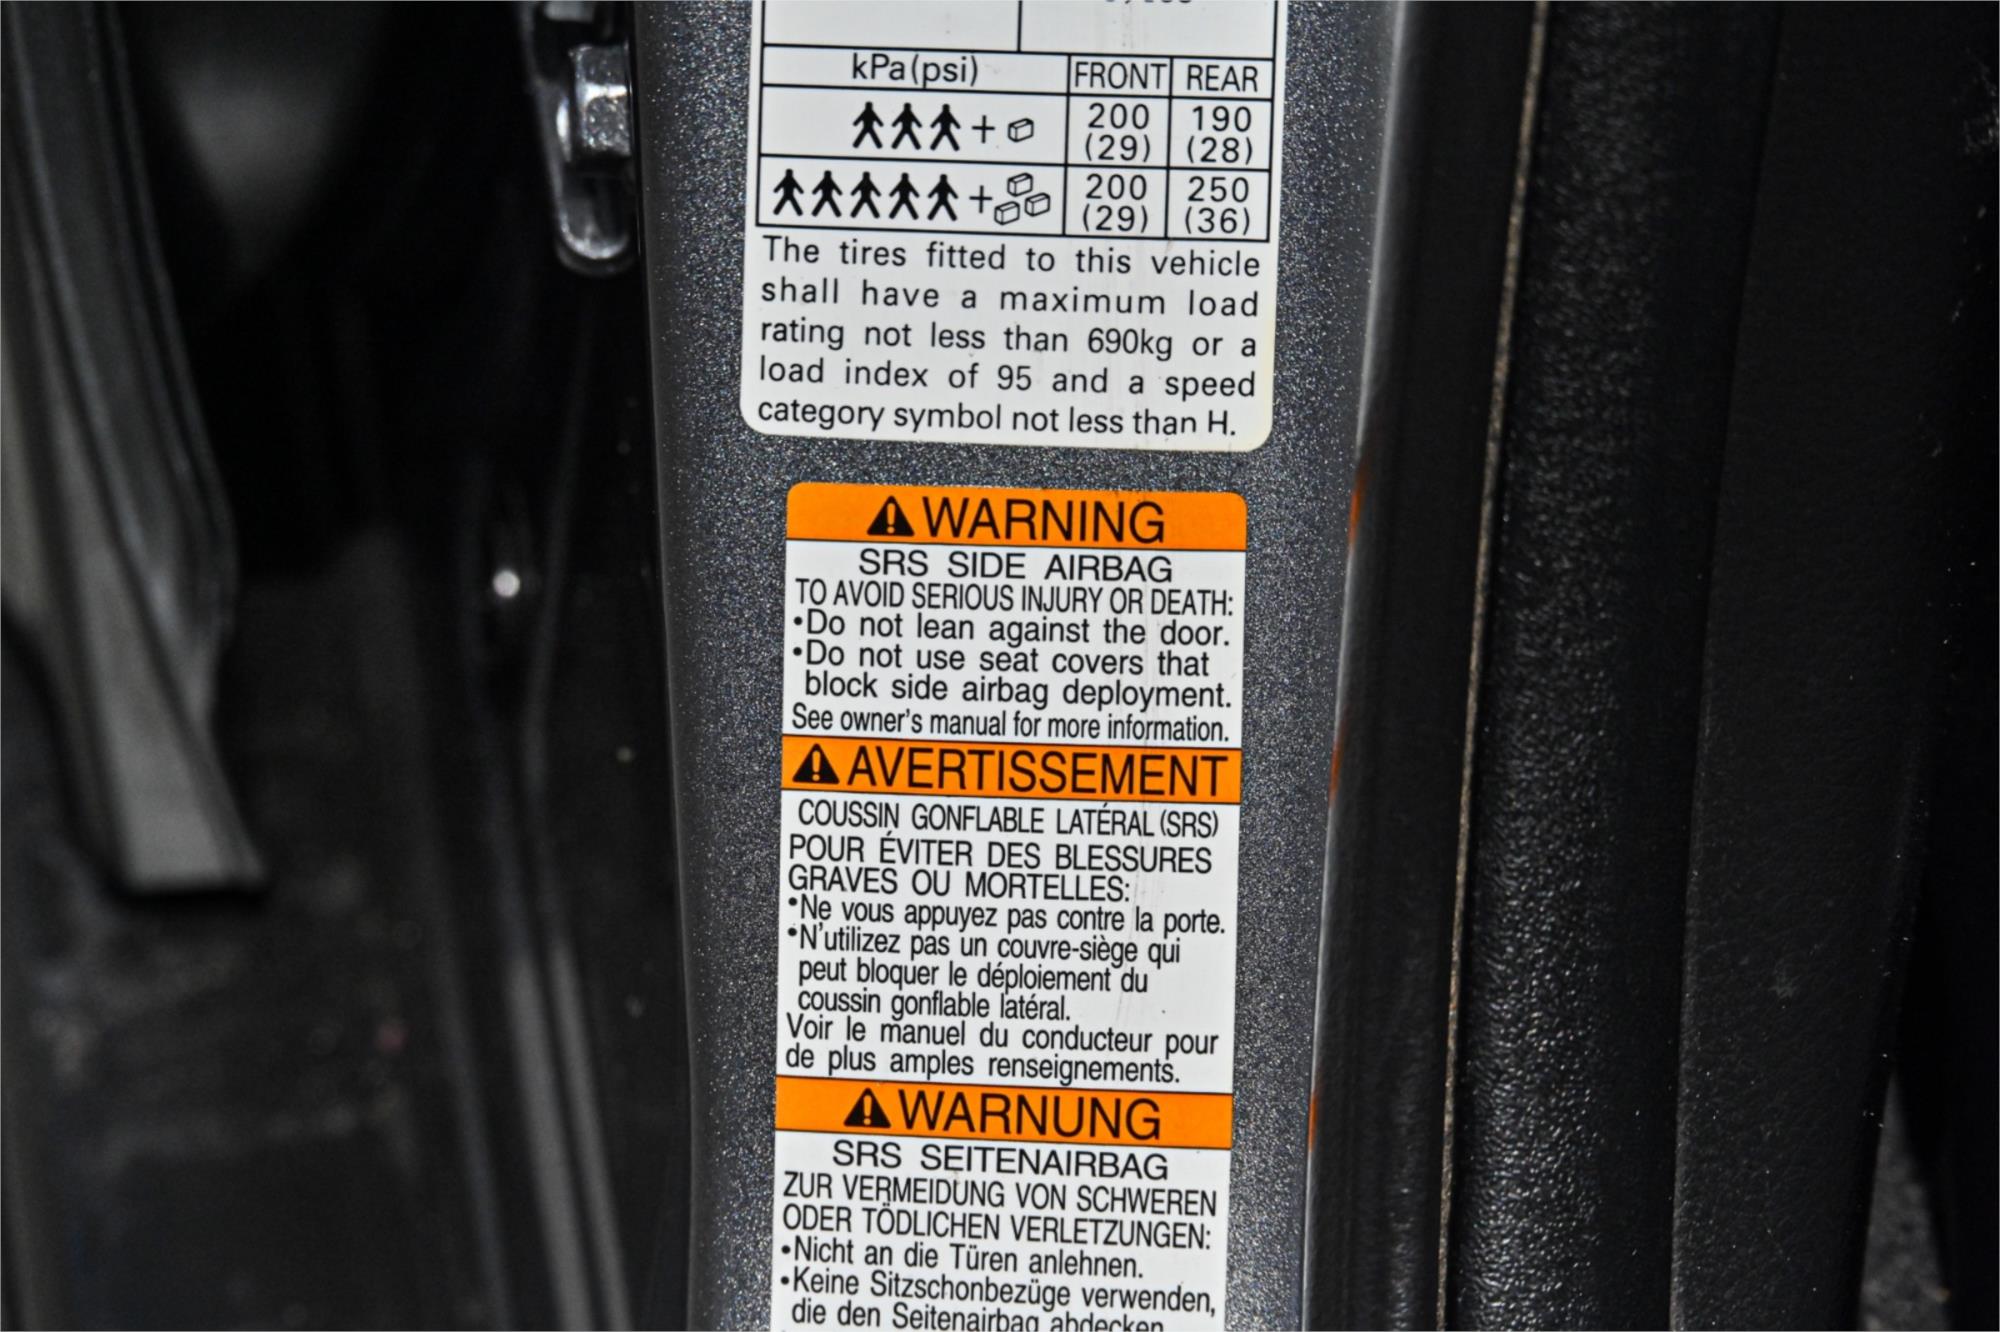 kPa(psi) FRONT REAR
+ 200 190
(29) (28)
+ 200 250
(29) (36)
The tires fitted to this vehicle
shall have a maximum load
rating not less than 690kg or a
load index of 95 and a speed
category symbol not less than H.
WARNING
SRS SIDE AIRBAG
TO AVOID SERIOUS INJURY OR DEATH:
•Do not lean against the door.
•Do not use seat covers that
block side airbag deployment.
See owner's manual for more information.
AVERTISSEMENT
COUSSIN GONFLABLE LATÉRAL (SRS)
POUR ÉVITER DES BLESSURES
GRAVES OU MORTELLES:
•Ne vous appuyez pas contre la porte.
•N'utilizez pas un couvre-siège qui
peut bloquer le déploiement du
coussin gonflable latéral.
Voir le manuel du conducteur pour
de plus amples renseignements.
WARNUNG
SRS SEITENAIRBAG
ZUR VERMEIDUNG VON SCHWEREN
ODER TÖDLICHEN VERLETZUNGEN:
•Nicht an die Türen anlehnen.
•Keine Sitzschonbezüge verwenden,
die den Seitenairbag abdecken